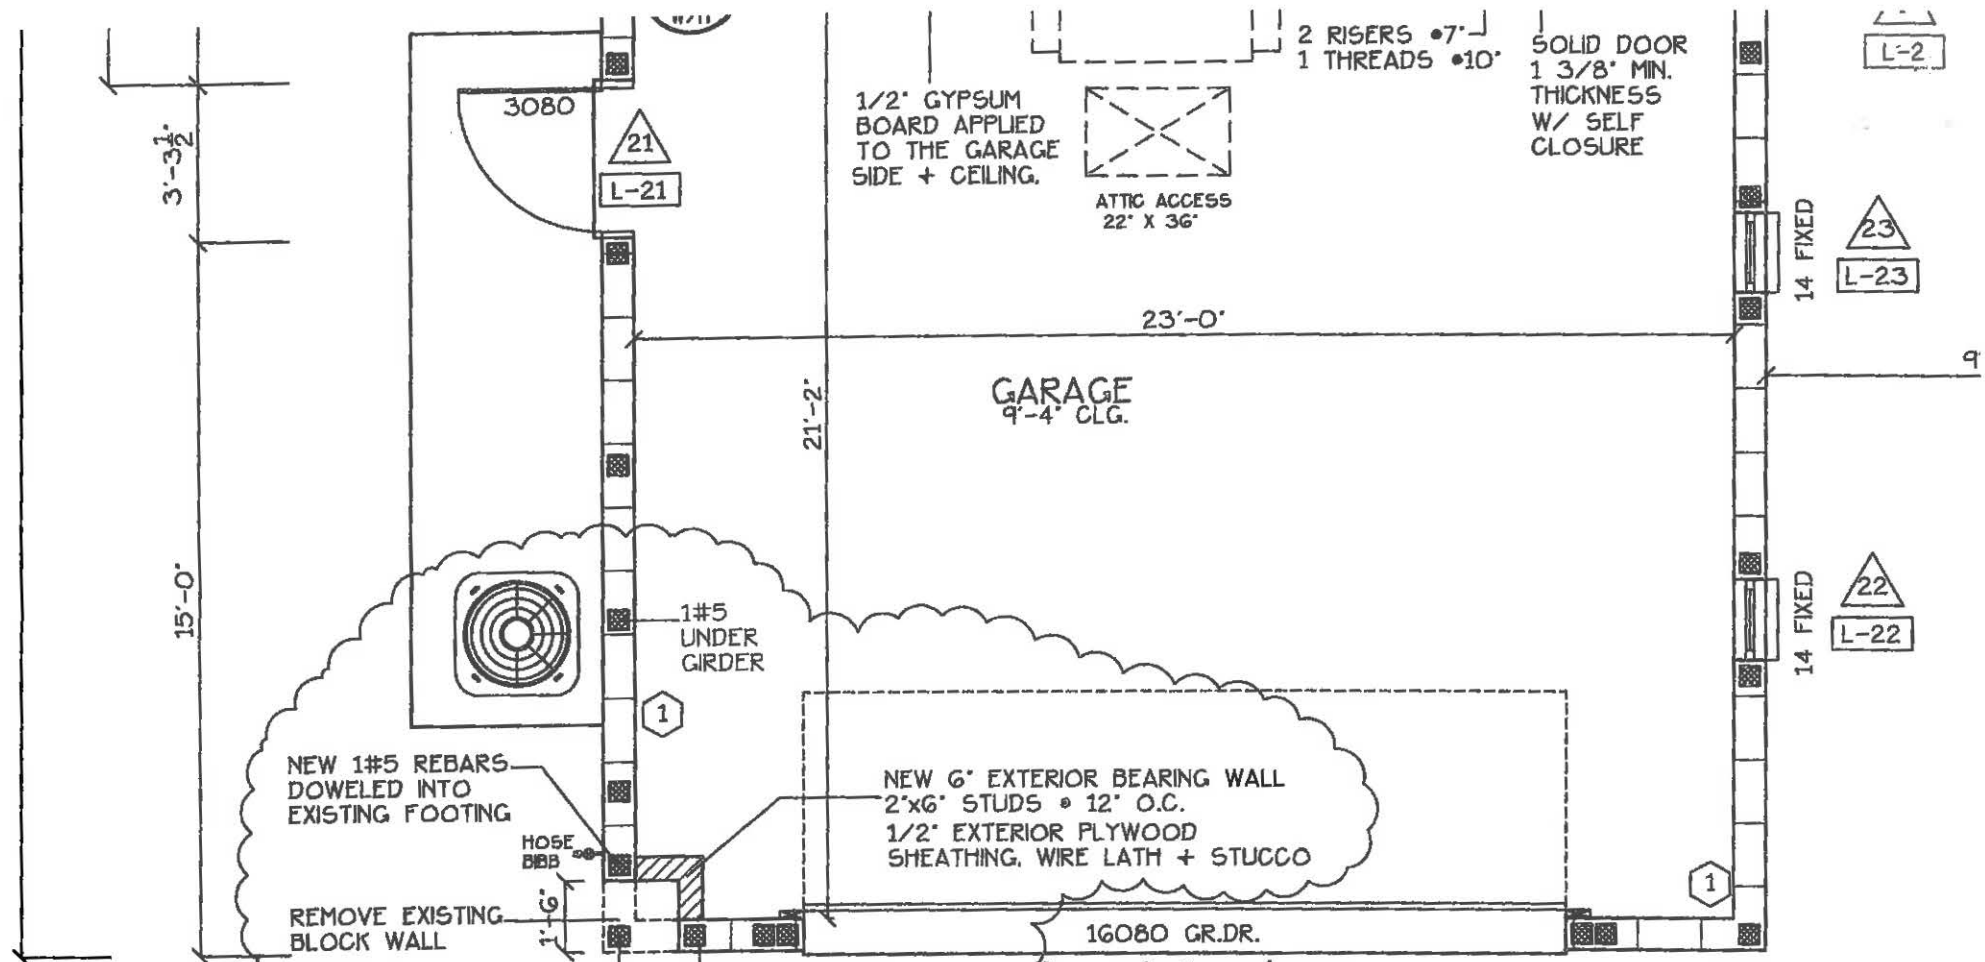 W/H
2 RISERS @7"
1 THREADS @10"
SOLID DOOR
1 3/8" MIN.
THICKNESS
W/ SELF
CLOSURE
L-2
3080
1/2" GYPSUM
BOARD APPLIED
TO THE GARAGE
SIDE + CEILING.
21
L-21
3'-3 1/2"
ATTIC ACCESS
22" X 36"
14 FIXED
23
L-23
23'-0"
9'
21'-2"
GARAGE
9'-4" CLG.
15'-0"
1#5
UNDER
GIRDER
14 FIXED
22
L-22
1
NEW 1#5 REBARS
DOWELED INTO
EXISTING FOOTING
NEW 6" EXTERIOR BEARING WALL
2"x6" STUDS @ 12" O.C.
1/2" EXTERIOR PLYWOOD
SHEATHING, WIRE LATH + STUCCO
HOSE
BIBB
1
1'-6"
REMOVE EXISTING
BLOCK WALL
16080 GR.DR.